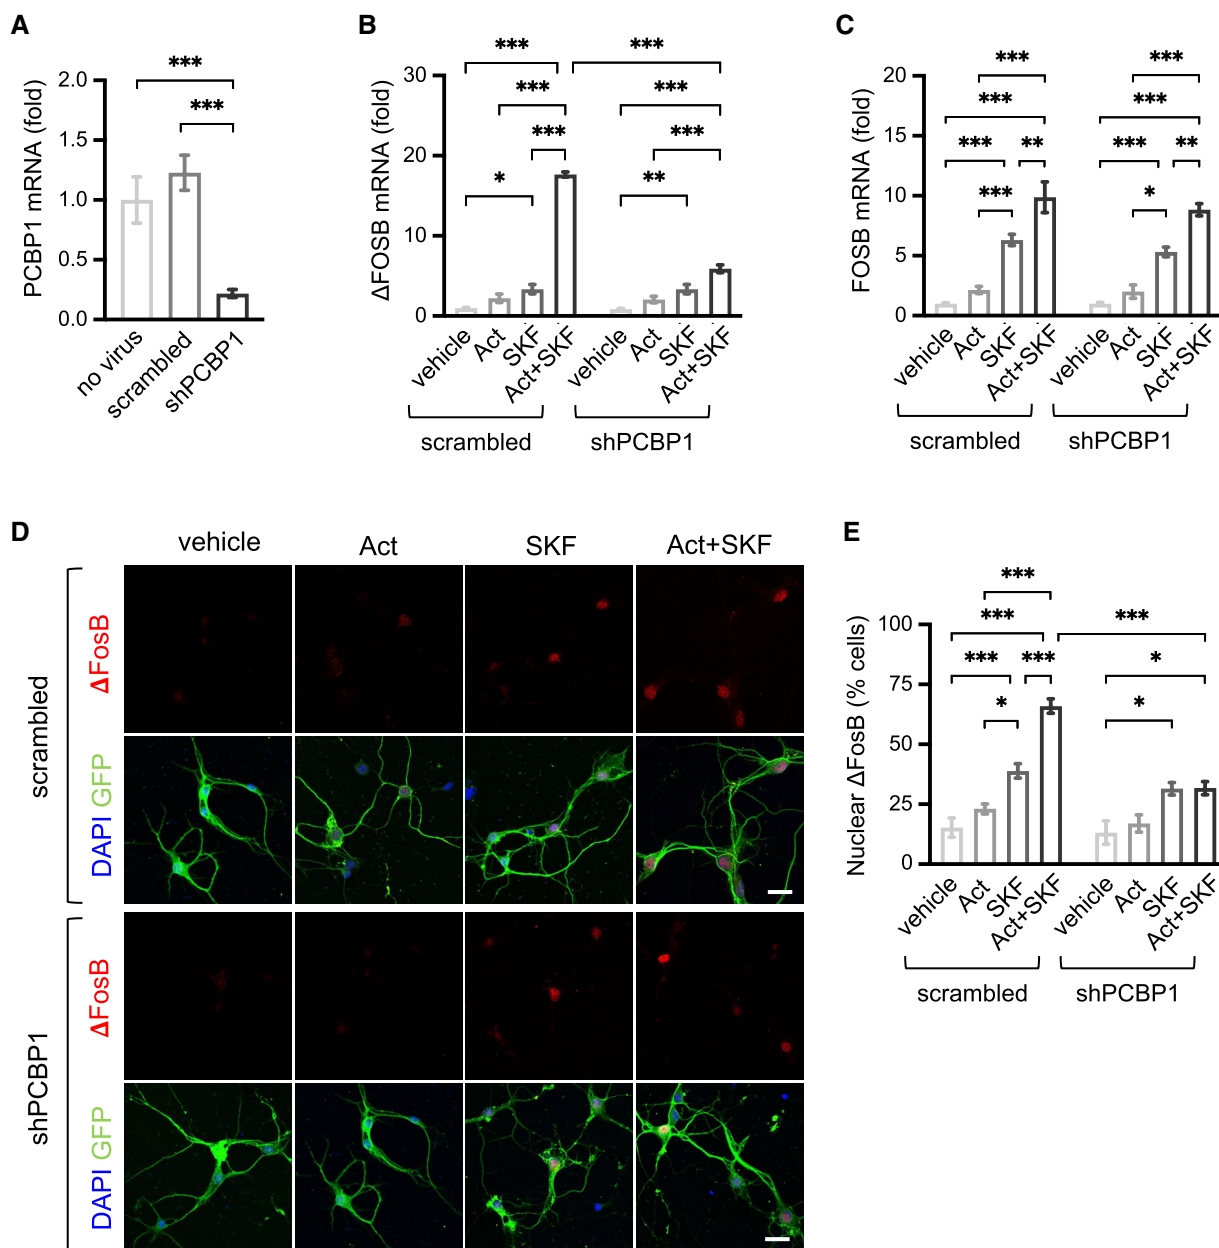 A
PCBP1 mRNA (fold)
2.0
1.5
1.0
0.5
0.0
***
***
no virus
scrambled
shPCBP1
B
ΔFOSB mRNA (fold)
30
20
10
0
***
***
***
***
***
***
*
**
vehicle
Act
SKF
Act+SKF
vehicle
Act
SKF
Act+SKF
scrambled
shPCBP1
C
FOSB mRNA (fold)
20
15
10
5
0
***
***
***
***
***
**
***
**
***
*
vehicle
Act
SKF
Act+SKF
vehicle
Act
SKF
Act+SKF
scrambled
shPCBP1
D
vehicle
Act
SKF
Act+SKF
scrambled
ΔFosB
DAPI GFP
shPCBP1
ΔFosB
DAPI GFP
E
Nuclear ΔFosB (% cells)
100
75
50
25
0
***
***
***
***
***
*
*
*
vehicle
Act
SKF
Act+SKF
vehicle
Act
SKF
Act+SKF
scrambled
shPCBP1